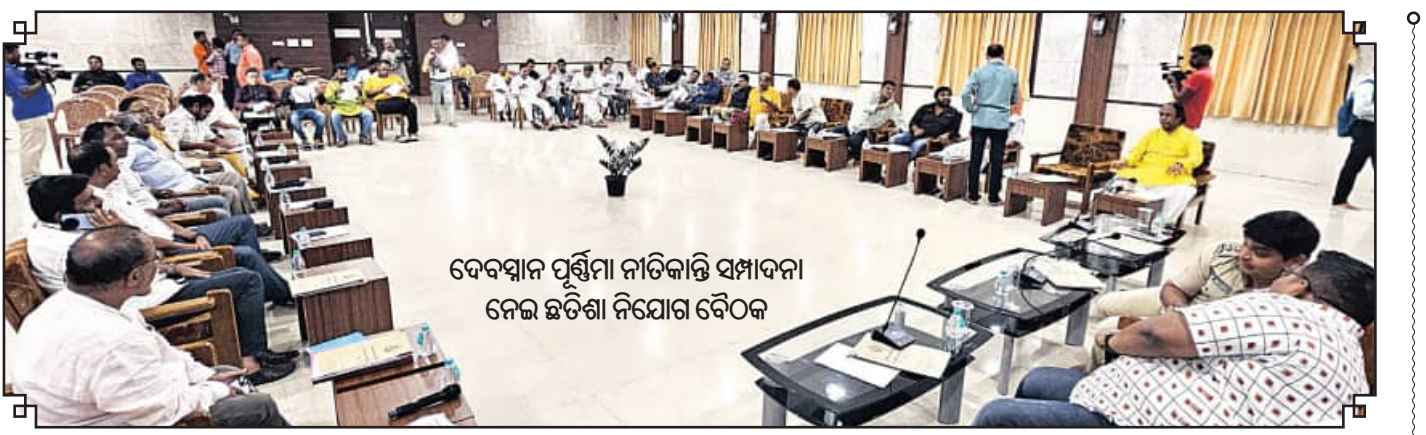 ଦେବସ୍ନାନ ପୂର୍ଣ୍ଣିମା ନୀତିକାନ୍ତି ସମ୍ପାଦନା
ନେଇ ଛତିଶା ନିଯୋଗ ବୈଠକ